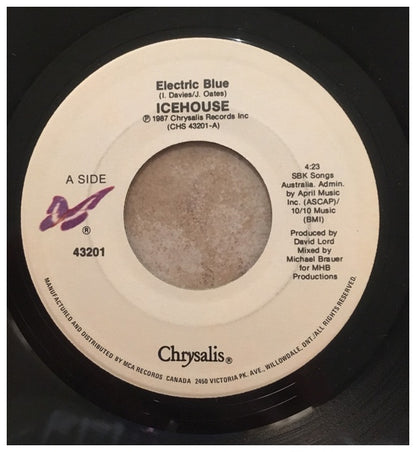 Electric Blue
(I. Davies/J. Oates)
ICEHOUSE
℗ 1987 Chrysalis Records Inc
(CHS 43201-A)
A SIDE
®
43201
4:23
SBK Songs
Australia. Admin.
by April Music
Inc. (ASCAP)/
10/10 Music
(BMI)
Produced by
David Lord
Mixed by
Michael Brauer
for MHB
Productions
Chrysalis®
MANUFACTURED AND DISTRIBUTED BY MCA RECORDS CANADA 2450 VICTORIA PK. AVE., WILLOWDALE, ONT./ALL RIGHTS RESERVED.